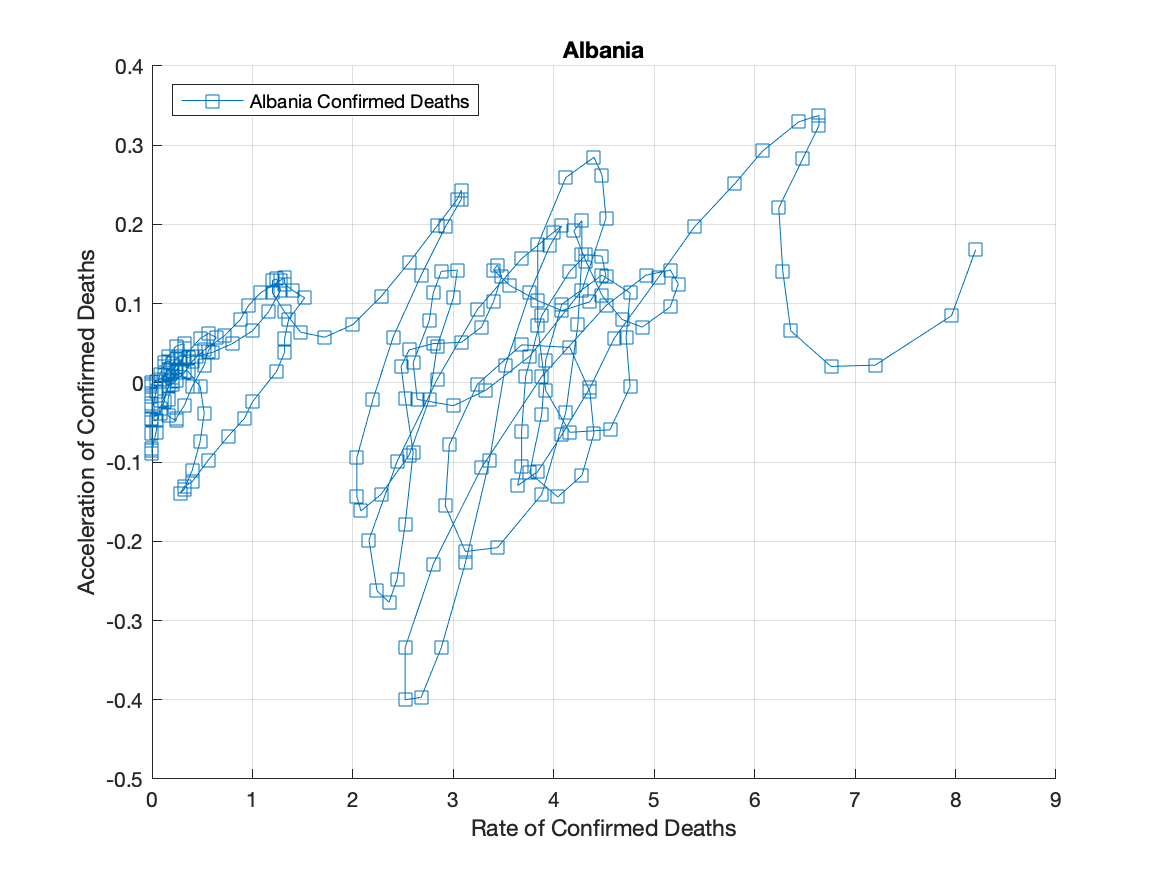 Albania
Albania Confirmed Deaths
Acceleration of Confirmed Deaths
0.4
0.3
0.2
0.1
0
-0.1
-0.2
-0.3
-0.4
-0.5
0 1 2 3 4 5 6 7 8 9
Rate of Confirmed Deaths